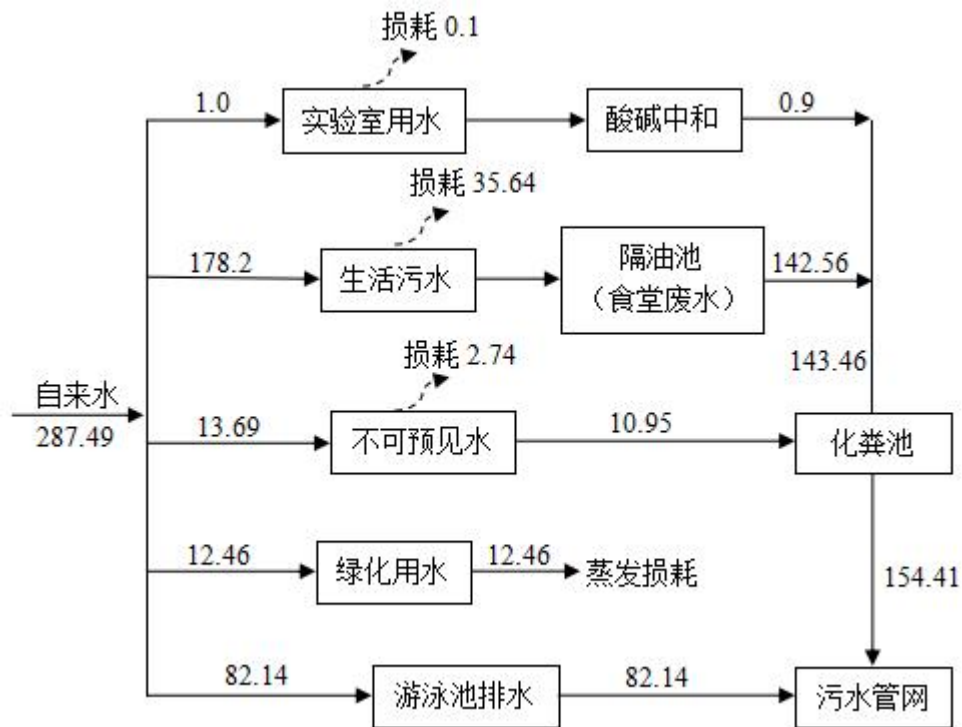 损耗 0.1
1.0
实验室用水
酸碱中和
0.9
损耗 35.64
178.2
生活污水
隔油池
（食堂废水）
142.56
损耗 2.74
143.46
自来水
287.49
13.69
不可预见水
10.95
化粪池
12.46
绿化用水
12.46
蒸发损耗
154.41
82.14
游泳池排水
82.14
污水管网